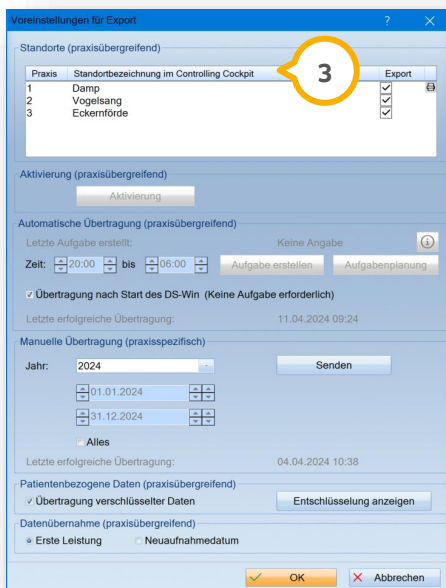 Voreinstellungen für Export
Standorte (praxisübergreifend)
Praxis Standortbezeichnung im Controlling Cockpit Export
1 Damp
2 Vogelsang
3 Eckernförde
3
Aktivierung (praxisübergreifend)
Aktivierung
Automatische Übertragung (praxisübergreifend)
Letzte Aufgabe erstellt: Keine Angabe
Zeit: 20:00 bis 06:00 Aufgabe erstellen Aufgabenplanung
Übertragung nach Start des DS-Win (Keine Aufgabe erforderlich)
Letzte erfolgreiche Übertragung: 11.04.2024 09:24
Manuelle Übertragung (praxisspezifisch)
Jahr: 2024 Senden
01.01.2024
31.12.2024
Alles
Letzte erfolgreiche Übertragung: 04.04.2024 10:38
Patientenbezogene Daten (praxisübergreifend)
Übertragung verschlüsselter Daten Entschlüsselung anzeigen
Datenübernahme (praxisübergreifend)
Erste Leistung Neuaufnahmedatum
OK Abbrechen